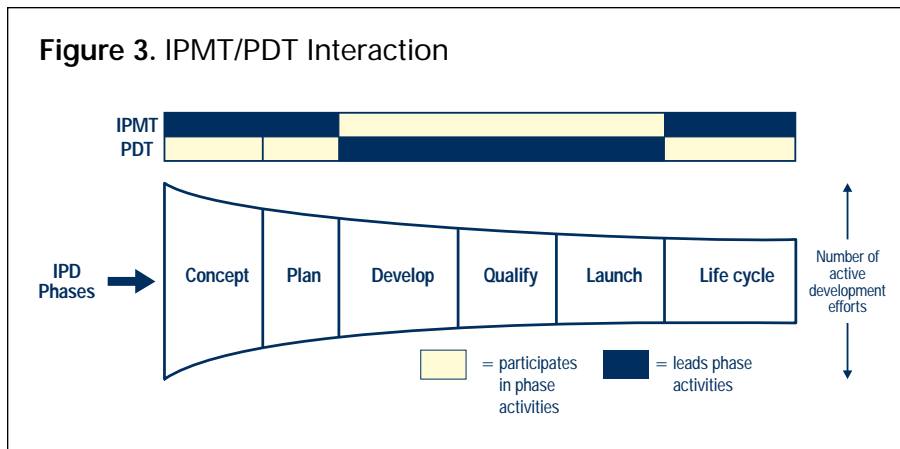 Figure 3. IPMT/PDT Interaction
IPMT
PDT
IPD
Phases
Concept
Plan
Develop
Qualify
Launch
Life cycle
Number of
active
development
efforts
= participates
in phase
activities
= leads phase
activities